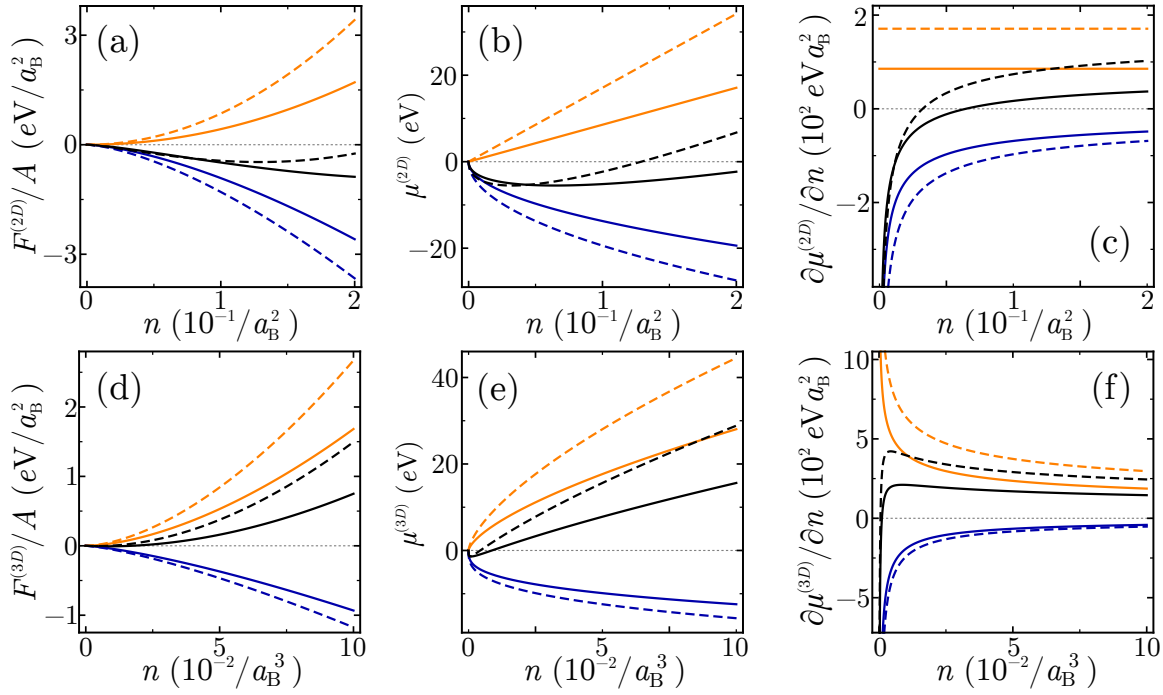 (a)
3
0
−3
F^(2D)/A (eV/a_B^2)
0 1 2
n (10^−1/a_B^2)
(b)
20
0
−20
μ^(2D) (eV)
0 1 2
n (10^−1/a_B^2)
(c)
2
0
−2
∂μ^(2D)/∂n (10^2 eV a_B^2)
0 1 2
n (10^−1/a_B^2)
(d)
2
1
0
−1
F^(3D)/A (eV/a_B^2)
0 5 10
n (10^−2/a_B^3)
(e)
40
20
0
μ^(3D) (eV)
0 5 10
n (10^−2/a_B^3)
(f)
10
5
0
−5
∂μ^(3D)/∂n (10^2 eV a_B^2)
0 5 10
n (10^−2/a_B^3)